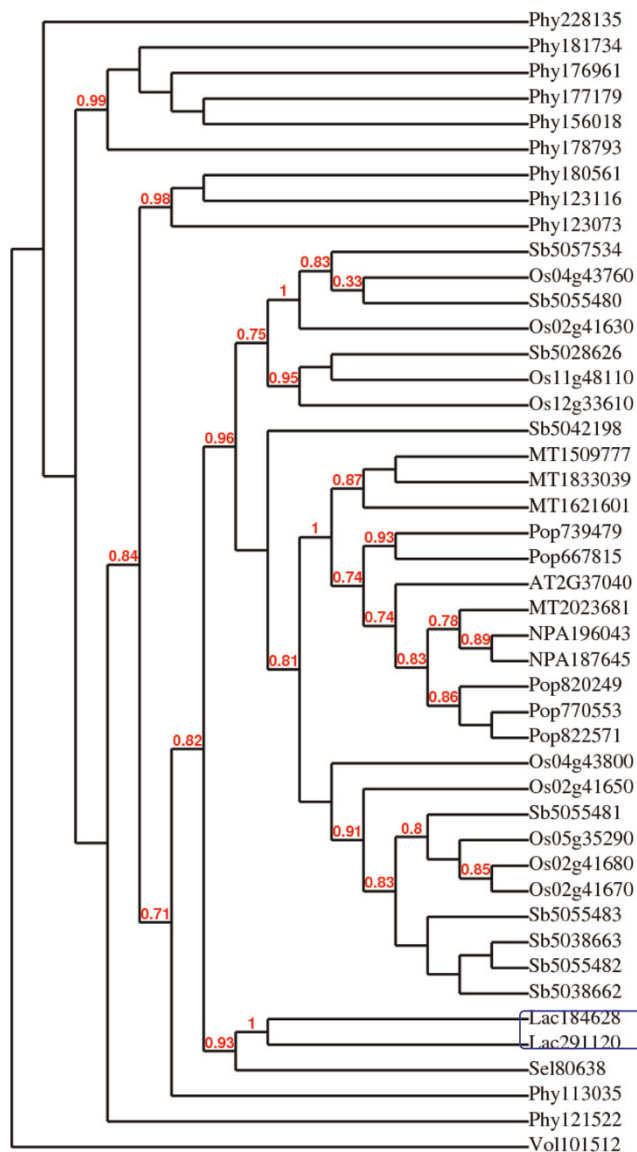 Phy228135
Phy181734
Phy176961
0.99
Phy177179
Phy156018
Phy178793
Phy180561
0.98
Phy123116
Phy123073
Sb5057534
0.83
Os04g43760
0.33
1
Sb5055480
Os02g41630
0.75
Sb5028626
Os11g48110
0.95
Os12g33610
0.96
Sb5042198
MT1509777
0.87
MT1833039
MT1621601
1
Pop739479
0.93
Pop667815
0.84
0.74
AT2G37040
MT2023681
0.74
0.78
NPA196043
0.89
NPA187645
0.81
0.83
Pop820249
0.86
Pop770553
Pop822571
0.82
Os04g43800
Os02g41650
Sb5055481
0.8
Os05g35290
0.91
Os02g41680
0.85
Os02g41670
0.83
Sb5055483
0.71
Sb5038663
Sb5055482
Sb5038662
Lac184628
1
Lac291120
0.93
Sel80638
Phy113035
Phy121522
Vol101512